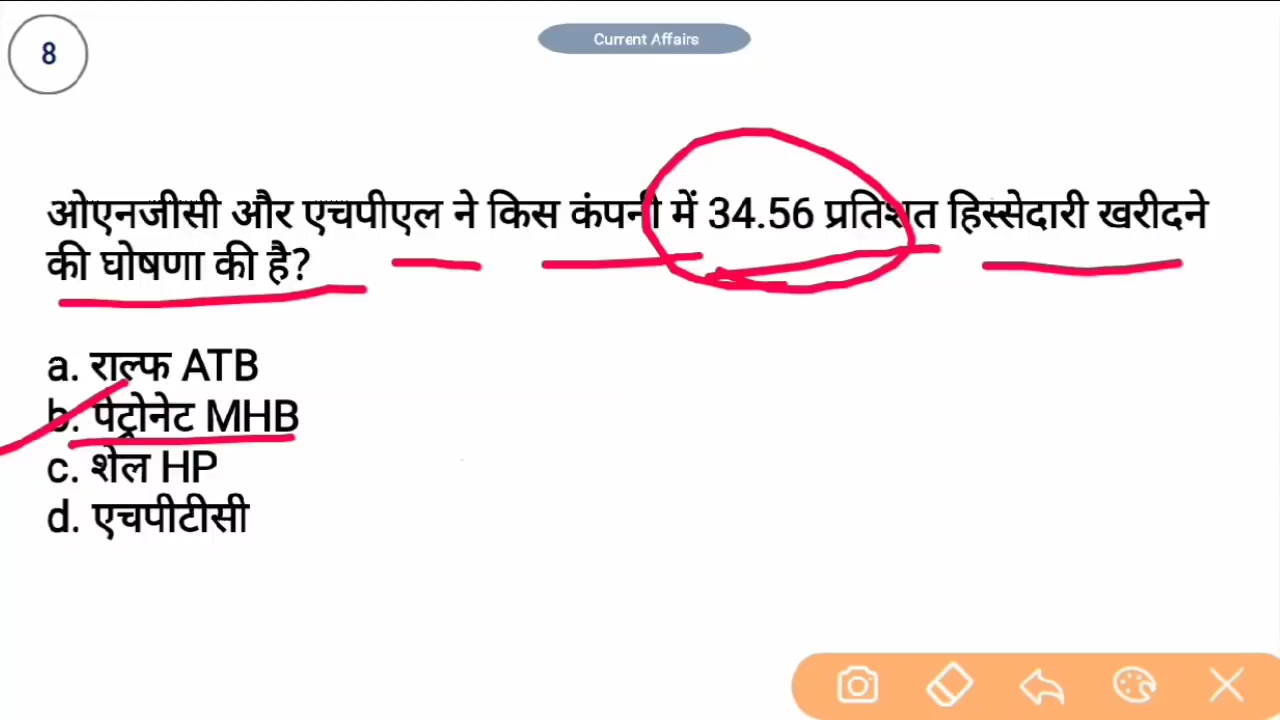 8
Current Affairs
ओएनजीसी और एचपीएल ने किस कंपनी में 34.56 प्रतिशत हिस्सेदारी खरीदने
की घोषणा की है?
a. राल्फ ATB
b. पेट्रोनेट MHB
c. शेल HP
d. एचपीटीसी